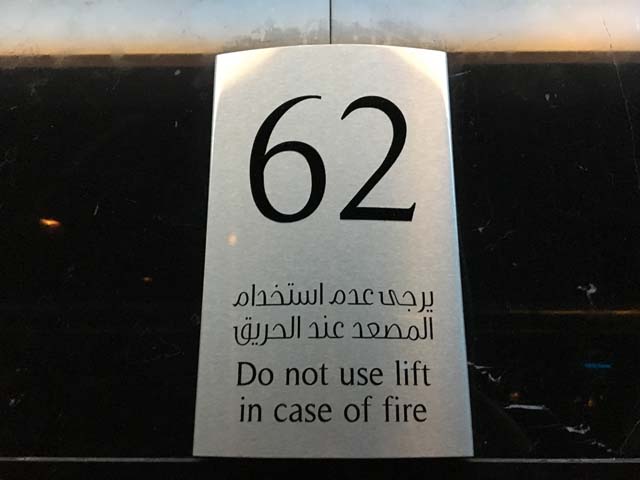 62
يرجى عدم استخدام
المصعد عند الحريق
Do not use lift
in case of fire